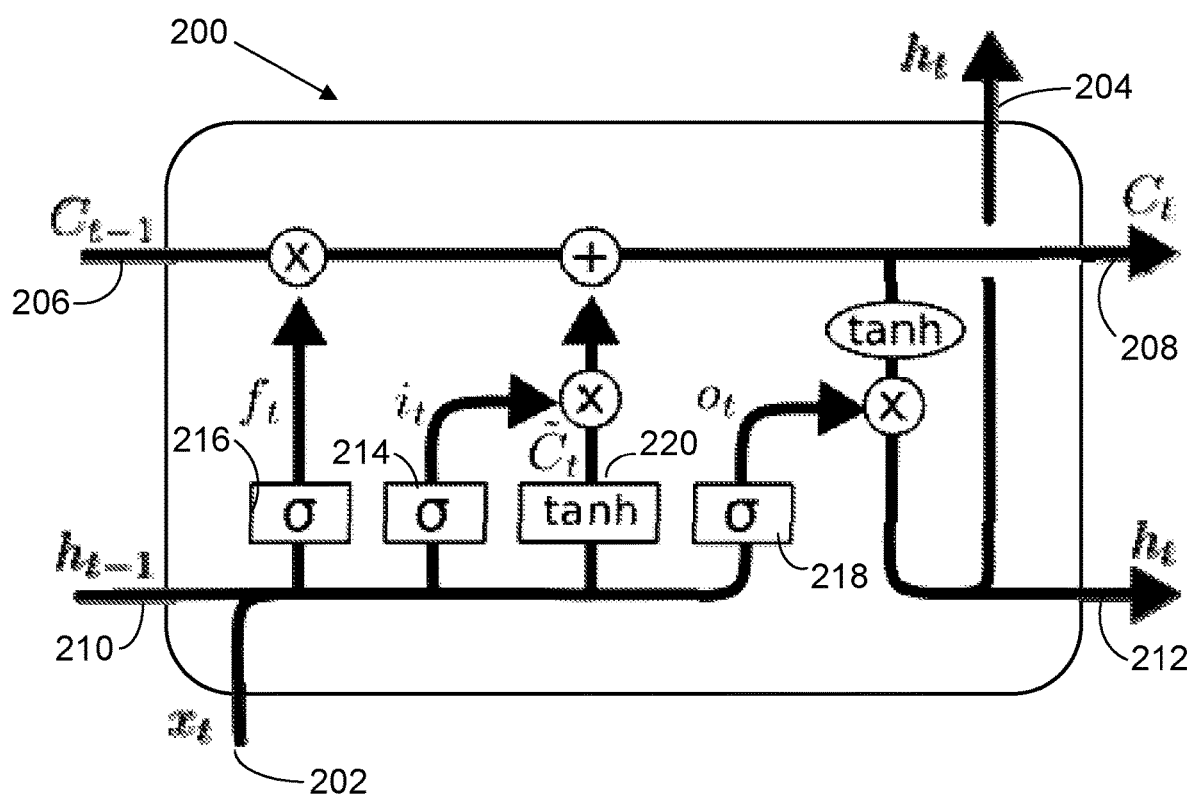 200
h_t
204
C_{t-1}
C_t
×
+
206
208
tanh
f_t
i_t
×
o_t
×
216
214
C̃_t
220
σ
σ
tanh
σ
h_{t-1}
218
h_t
210
212
x_t
202